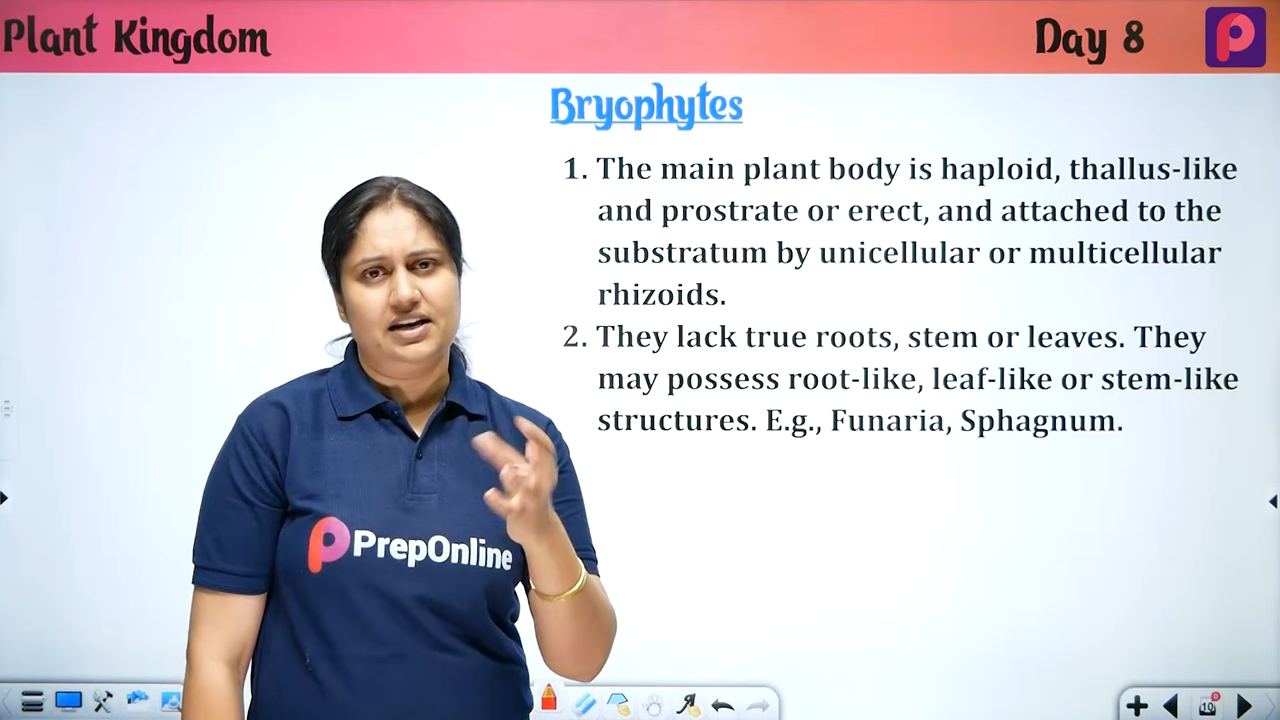 Plant Kingdom
Day 8
Bryophytes
1. The main plant body is haploid, thallus-like
and prostrate or erect, and attached to the
substratum by unicellular or multicellular
rhizoids.
2. They lack true roots, stem or leaves. They
may possess root-like, leaf-like or stem-like
structures. E.g., Funaria, Sphagnum.
PrepOnline
10